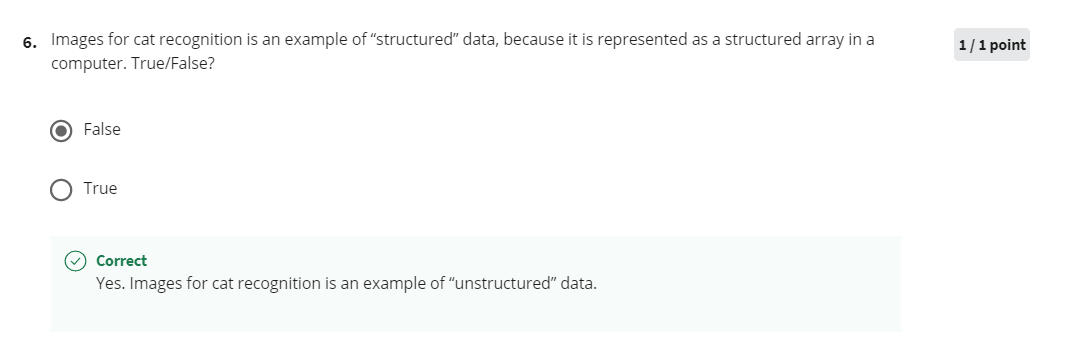 6. Images for cat recognition is an example of “structured” data, because it is represented as a structured array in a
computer. True/False?
1 / 1 point
False
True
Correct
Yes. Images for cat recognition is an example of “unstructured” data.